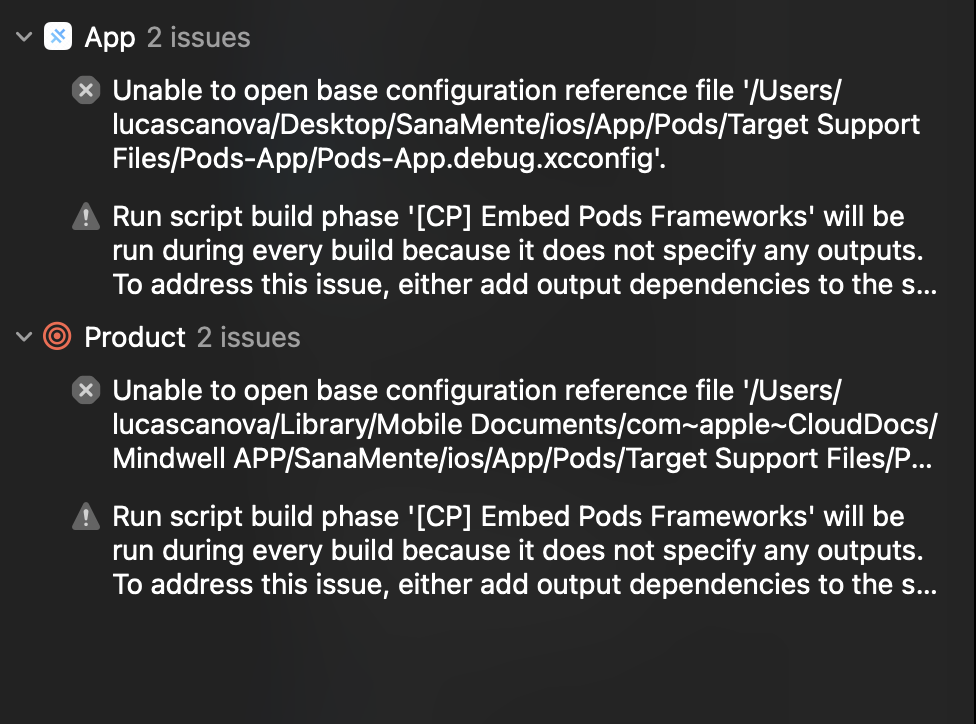 App 2 issues
Unable to open base configuration reference file '/Users/
lucascanova/Desktop/SanaMente/ios/App/Pods/Target Support
Files/Pods-App/Pods-App.debug.xcconfig'.
Run script build phase '[CP] Embed Pods Frameworks' will be
run during every build because it does not specify any outputs.
To address this issue, either add output dependencies to the s...
Product 2 issues
Unable to open base configuration reference file '/Users/
lucascanova/Library/Mobile Documents/com~apple~CloudDocs/
Mindwell APP/SanaMente/ios/App/Pods/Target Support Files/P...
Run script build phase '[CP] Embed Pods Frameworks' will be
run during every build because it does not specify any outputs.
To address this issue, either add output dependencies to the s...